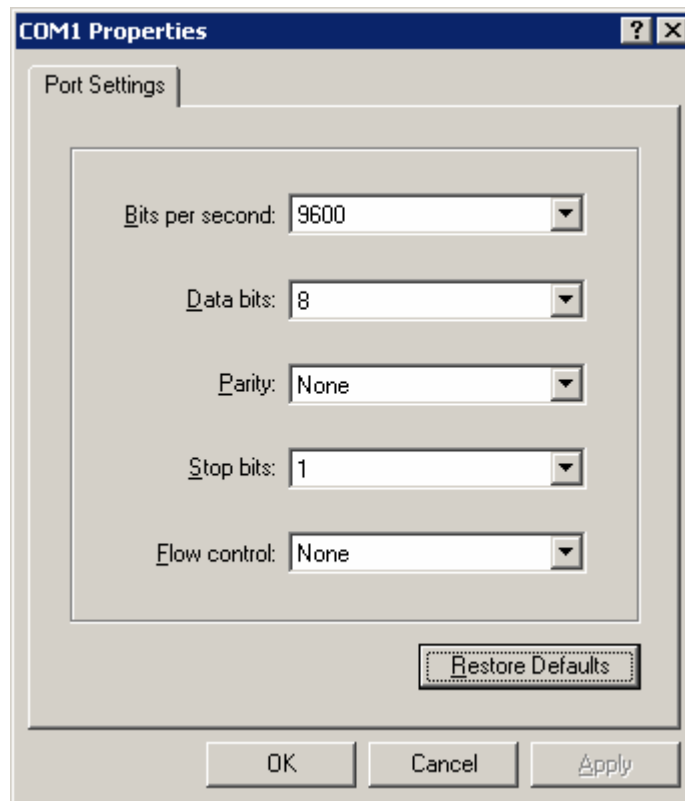 COM1 Properties
Port Settings
Bits per second: 9600
Data bits: 8
Parity: None
Stop bits: 1
Flow control: None
Restore Defaults
OK Cancel Apply